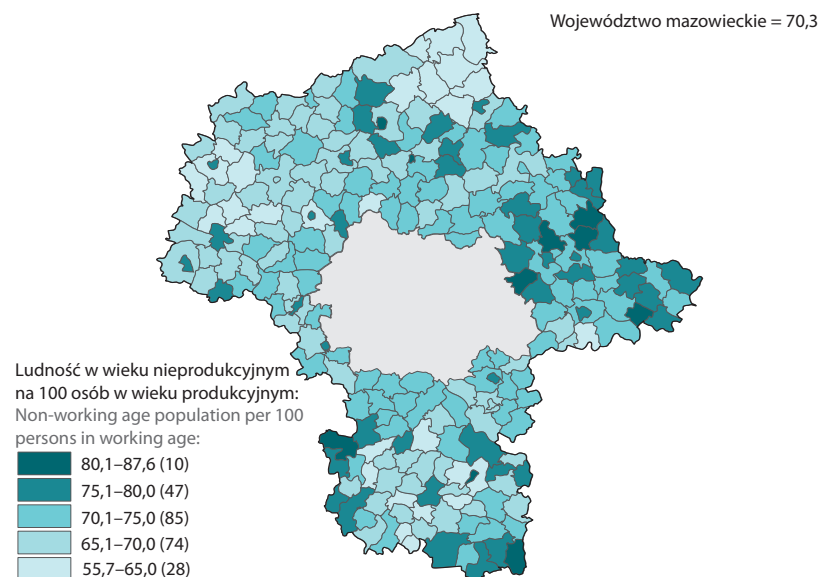 Województwo mazowieckie = 70,3
Ludność w wieku nieprodukcyjnym
na 100 osób w wieku produkcyjnym:
Non-working age population per 100
persons in working age:
80,1–87,6 (10)
75,1–80,0 (47)
70,1–75,0 (85)
65,1–70,0 (74)
55,7–65,0 (28)